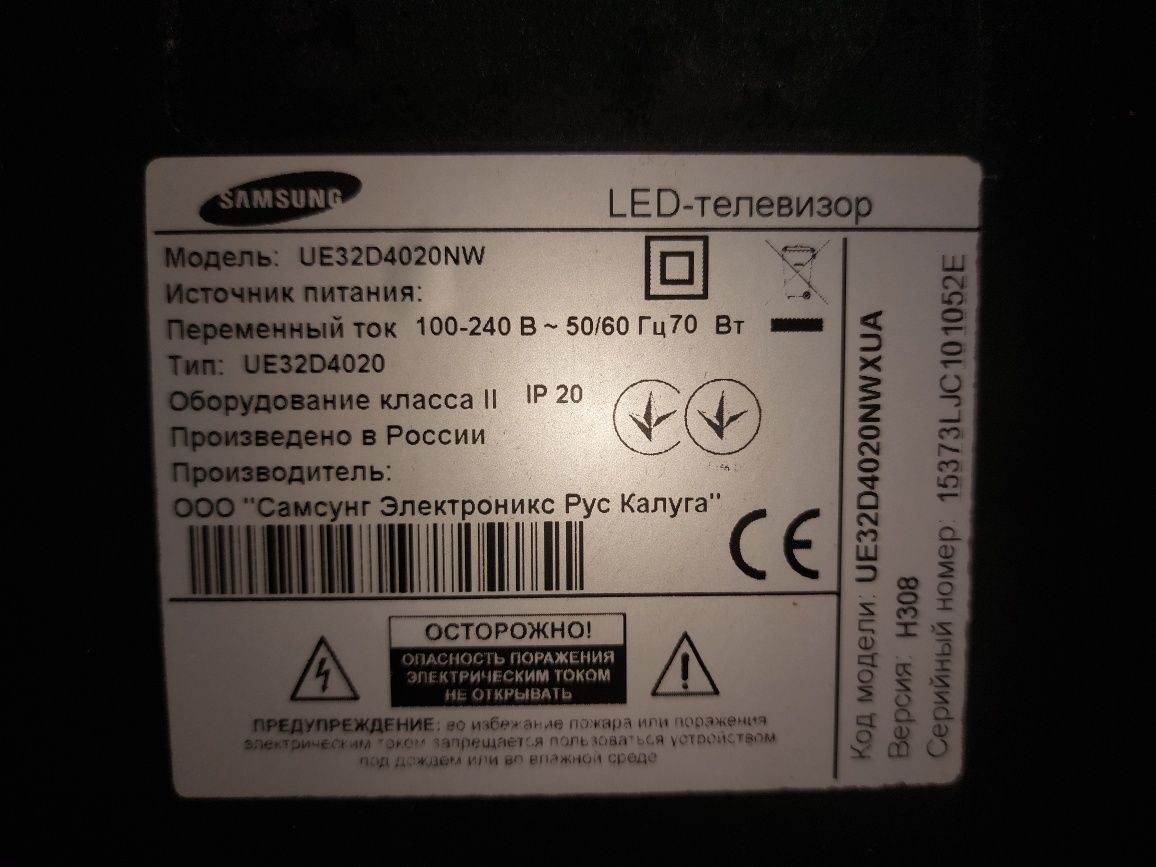 SAMSUNG
LED-телевизор
Модель: UE32D4020NW
Источник питания:
Переменный ток 100-240 В ~ 50/60 Гц 70 Вт
Тип: UE32D4020
Оборудование класса II IP 20
Произведено в России
Производитель:
ООО "Самсунг Электроникс Рус Калуга"
CE
ОСТОРОЖНО!
ОПАСНОСТЬ ПОРАЖЕНИЯ
ЭЛЕКТРИЧЕСКИМ ТОКОМ
НЕ ОТКРЫВАТЬ
ПРЕДУПРЕЖДЕНИЕ: во избежание пожара или поражения
электрическим током запрещается пользоваться устройством
под дождем или во влажной среде
Код модели: UE32D4020NWXUA
Версия: H308
Серийный номер: 15373LJC101052E